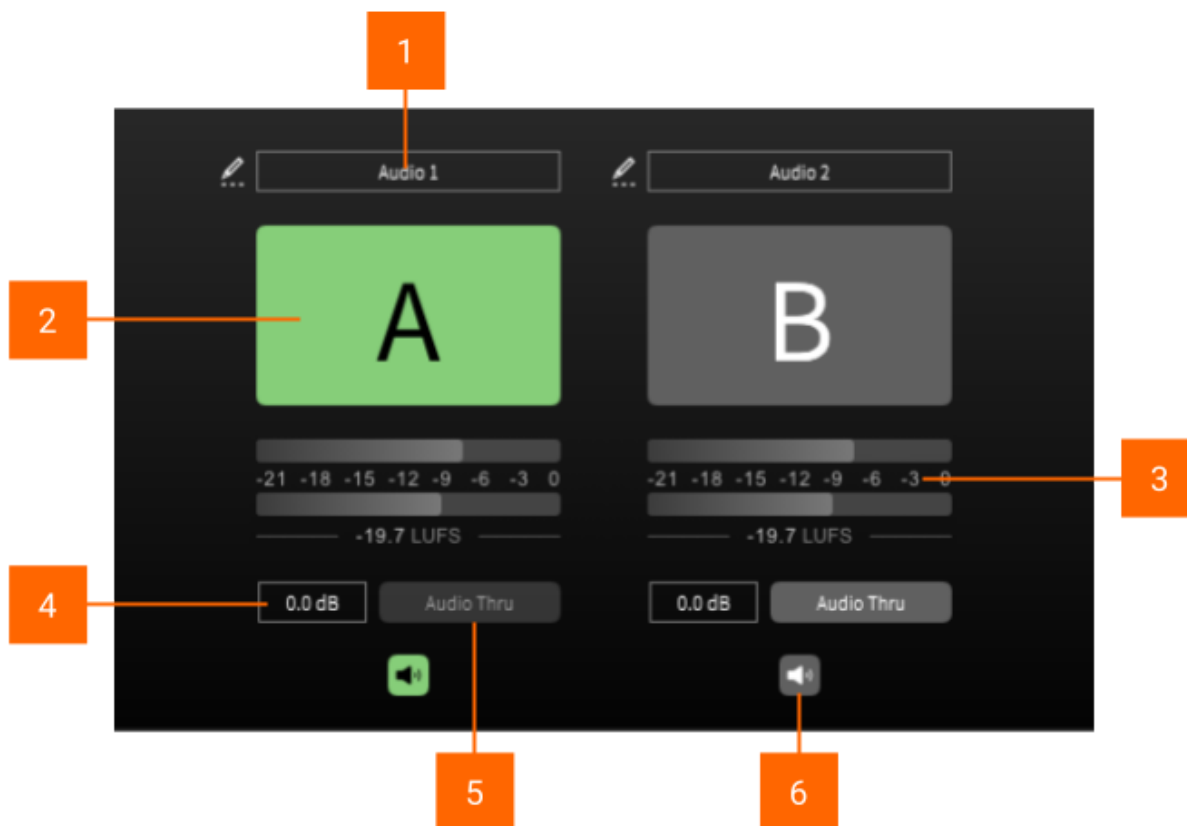 1
Audio 1 Audio 2
2
A B
-21 -18 -15 -12 -9 -6 -3 0 -21 -18 -15 -12 -9 -6 -3 0
3
-19.7 LUFS -19.7 LUFS
4
0.0 dB Audio Thru 0.0 dB Audio Thru
5 6